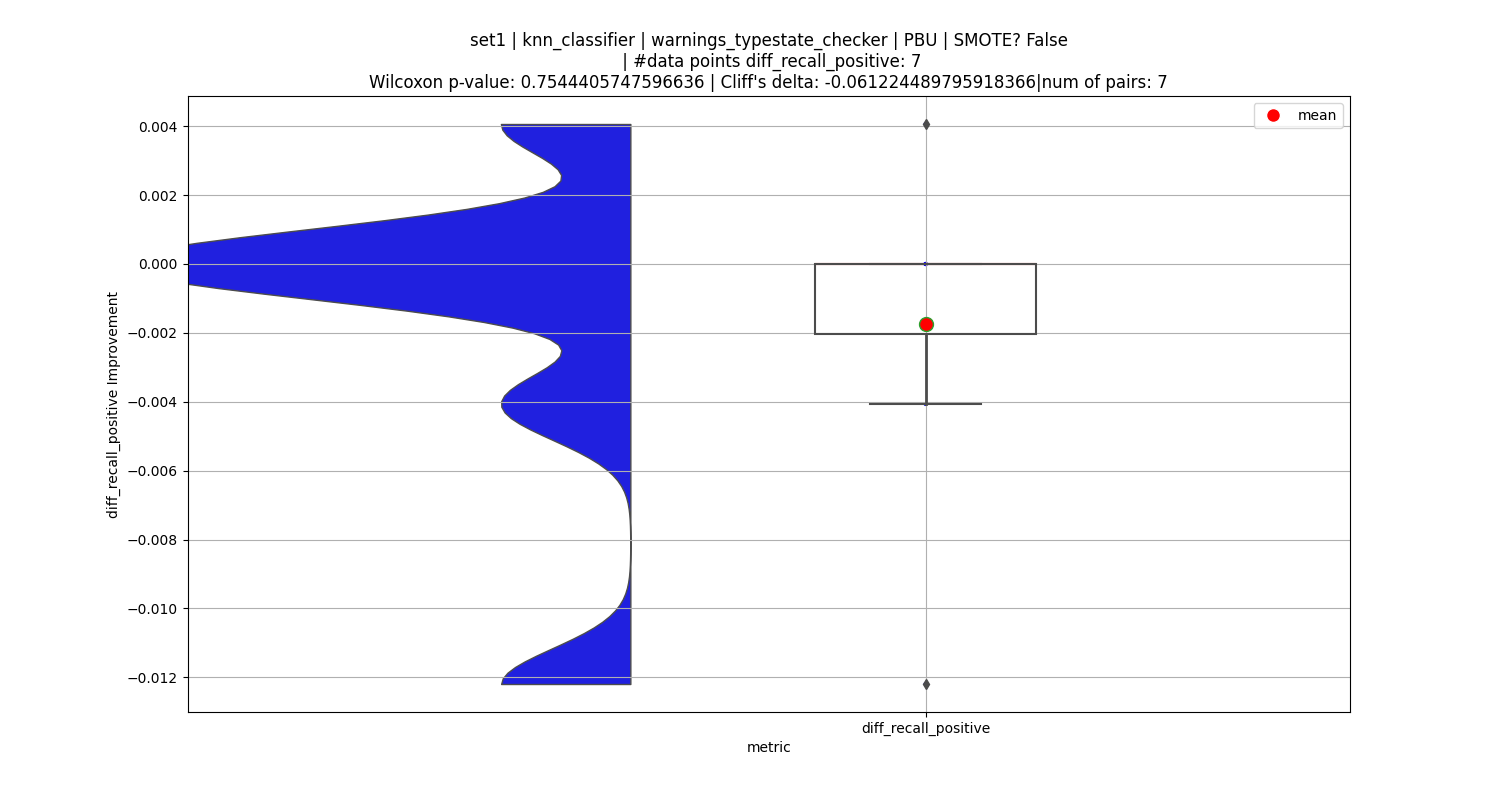 set1 | knn_classifier | warnings_typestate_checker | PBU | SMOTE? False
| #data points diff_recall_positive: 7
Wilcoxon p-value: 0.7544405747596636 | Cliff's delta: -0.061224489795918366|num of pairs: 7
mean
0.004
0.002
0.000
−0.002
−0.004
−0.006
−0.008
−0.010
−0.012
diff_recall_positive Improvement
diff_recall_positive
metric